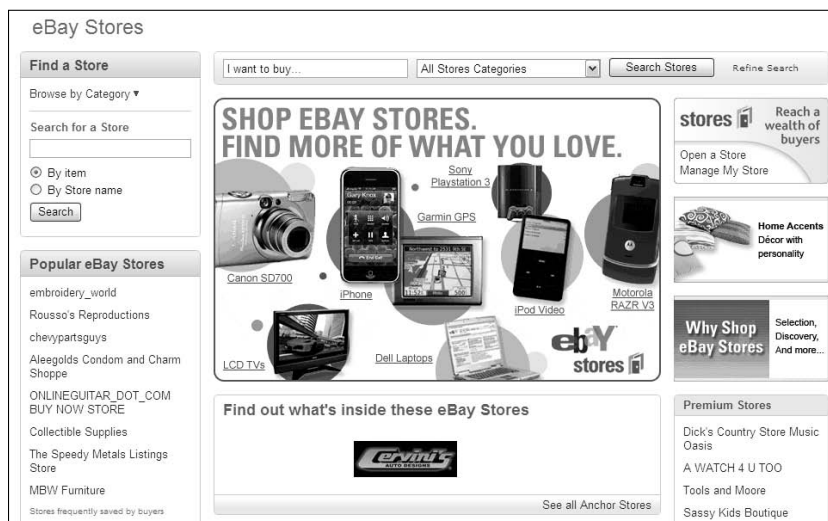 eBay Stores
Find a Store
Browse by Category ▾
Search for a Store
By item
By Store name
Search
Popular eBay Stores
embroidery_world
Rousso's Reproductions
chevypartsguys
Aleegolds Condom and Charm
Shoppe
ONLINEGUITAR_DOT_COM
BUY NOW STORE
Collectible Supplies
The Speedy Metals Listings
Store
MBW Furniture
Stores frequently saved by buyers
I want to buy...
All Stores Categories
Search Stores
Refine Search
SHOP EBAY STORES.
FIND MORE OF WHAT YOU LOVE.
Sony
Playstation 3
Garmin GPS
Canon SD700
iPhone
iPod Video
Motorola
RAZR V3
LCD TVs
Dell Laptops
ebaY
stores
Find out what's inside these eBay Stores
Cervini's
AUTO DESIGNS
See all Anchor Stores
stores
Reach a
wealth of
buyers
Open a Store
Manage My Store
Home Accents
Décor with
personality
Why Shop
eBay Stores
Selection,
Discovery,
And more...
Premium Stores
Dick's Country Store Music
Oasis
A WATCH 4 U TOO
Tools and Moore
Sassy Kids Boutique